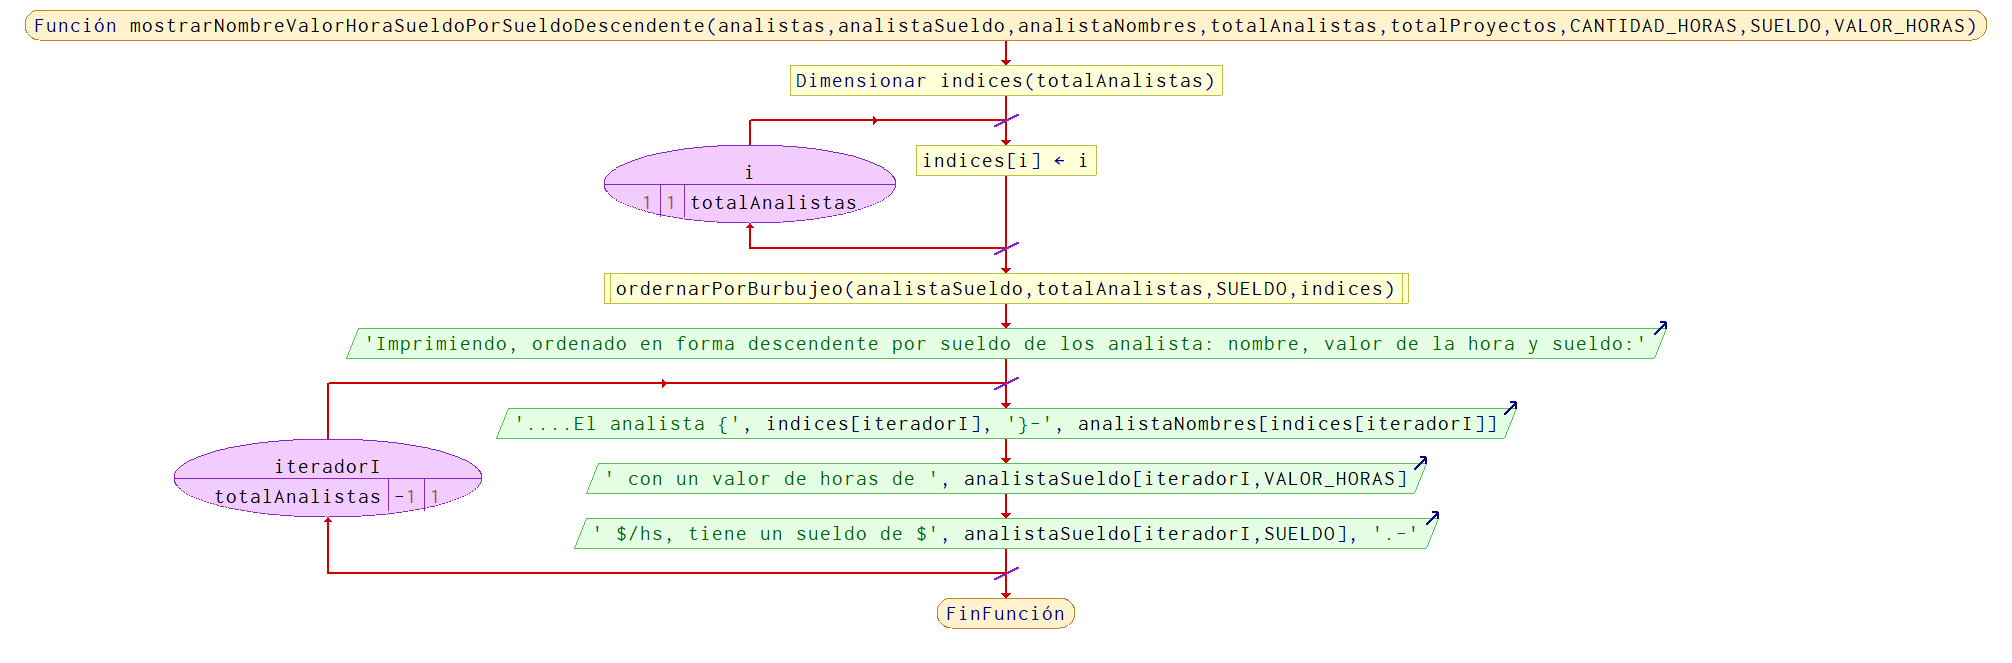 Función mostrarNombreValorHoraSueldoPorSueldoDescendente(analistas,analistaSueldo,analistaNombres,totalAnalistas,totalProyectos,CANTIDAD_HORAS,SUELDO,VALOR_HORAS)
Dimensionar indices(totalAnalistas)
i
1 1 totalAnalistas
indices[i] ← i
ordernarPorBurbujeo(analistaSueldo,totalAnalistas,SUELDO,indices)
'Imprimiendo, ordenado en forma descendente por sueldo de los analista: nombre, valor de la hora y sueldo:'
iteradorI
totalAnalistas -1 1
'....El analista {', indices[iteradorI], '}-', analistaNombres[indices[iteradorI]]
' con un valor de horas de ', analistaSueldo[iteradorI,VALOR_HORAS]
' $/hs, tiene un sueldo de $', analistaSueldo[iteradorI,SUELDO], '.-'
FinFunción